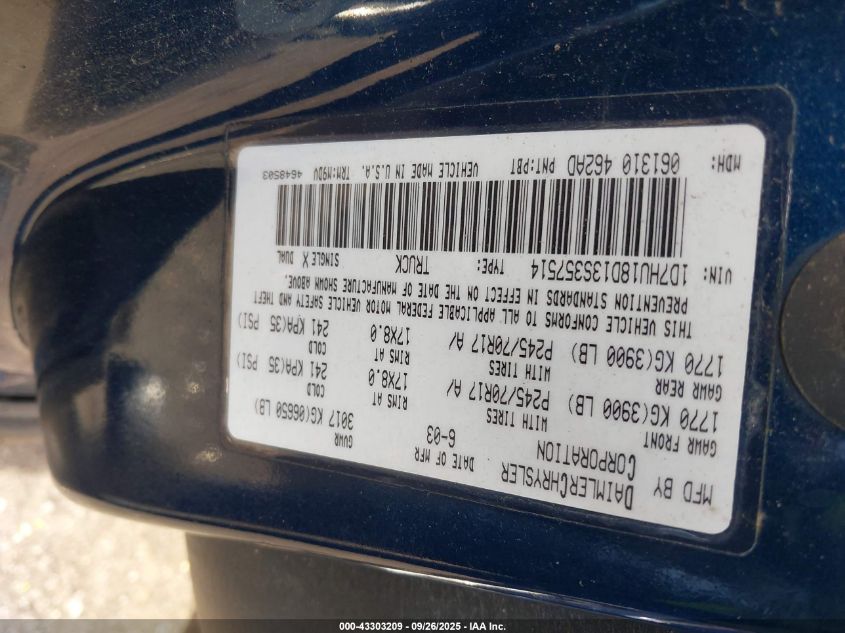 MFD BY DAIMLERCHRYSLER CORPORATION
DATE OF MFR 6-03
GVWR 3017 KG(06650 LB)
GAWR FRONT 1770 KG(3900 LB)
WITH TIRES P245/70R17 A/
RIMS AT 17X8.0
COLD 241 KPA(35 PSI)
GAWR REAR 1770 KG(3900 LB)
WITH TIRES P245/70R17 A/
RIMS AT 17X8.0
COLD 241 KPA(35 PSI)
THIS VEHICLE CONFORMS TO ALL APPLICABLE FEDERAL MOTOR VEHICLE SAFETY AND THEFT
PREVENTION STANDARDS IN EFFECT ON THE DATE OF MANUFACTURE SHOWN ABOVE.
VIN: 1D7HU18D13S357514 TYPE: TRUCK SINGLE X DUAL
MDH: 061310 462AD PNT:PBT VEHICLE MADE IN U.S.A. TRM:M9DV 4648503
000-43303209 - 09/26/2025 - IAA Inc.